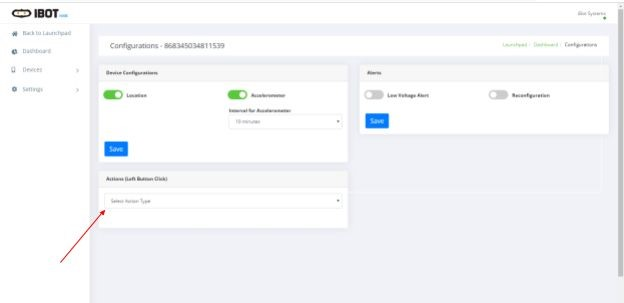 IBOT
iBot Systems
Back to Launchpad
Dashboard
Devices
Settings
Configurations - 868345034811539
Launchpad / Dashboard / Configurations
Device Configurations
Location
Accelerometer
Interval for Accelerometer
10 minutes
Save
Alerts
Low Voltage Alert
Reconfiguration
Save
Actions (Left Button Click)
Select Action Type